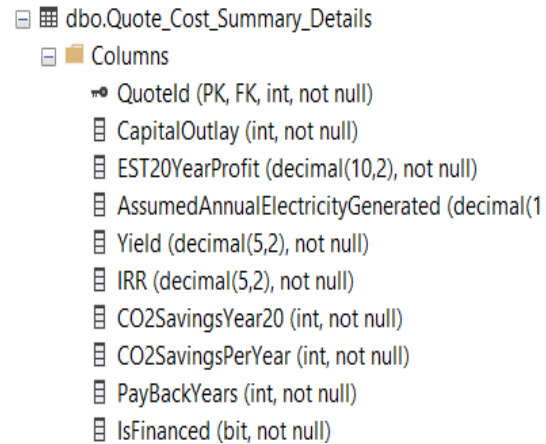 dbo.Quote_Cost_Summary_Details
Columns
QuoteId (PK, FK, int, not null)
CapitalOutlay (int, not null)
EST20YearProfit (decimal(10,2), not null)
AssumedAnnualElectricityGenerated (decimal(1
Yield (decimal(5,2), not null)
IRR (decimal(5,2), not null)
CO2SavingsYear20 (int, not null)
CO2SavingsPerYear (int, not null)
PayBackYears (int, not null)
IsFinanced (bit, not null)